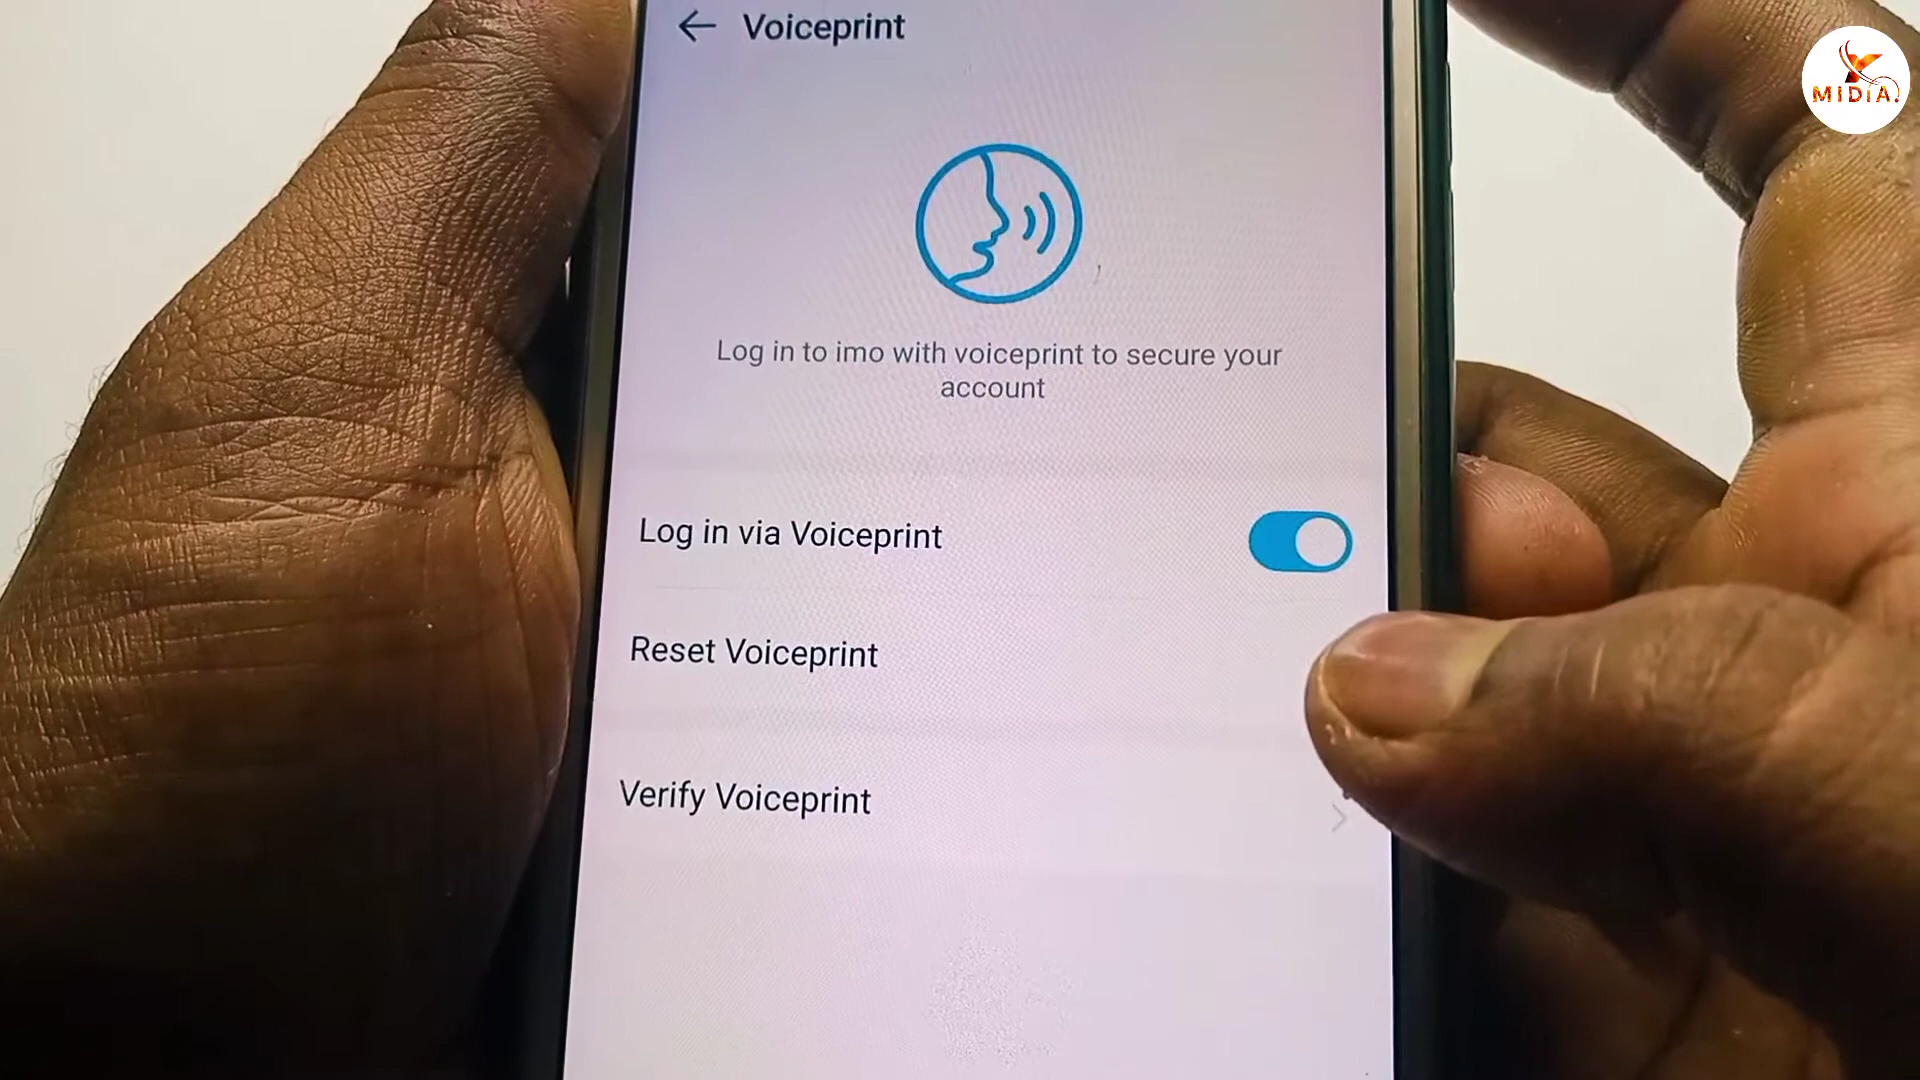 Voiceprint
MIDIA.
Log in to imo with voiceprint to secure your
account
Log in via Voiceprint
Reset Voiceprint
Verify Voiceprint